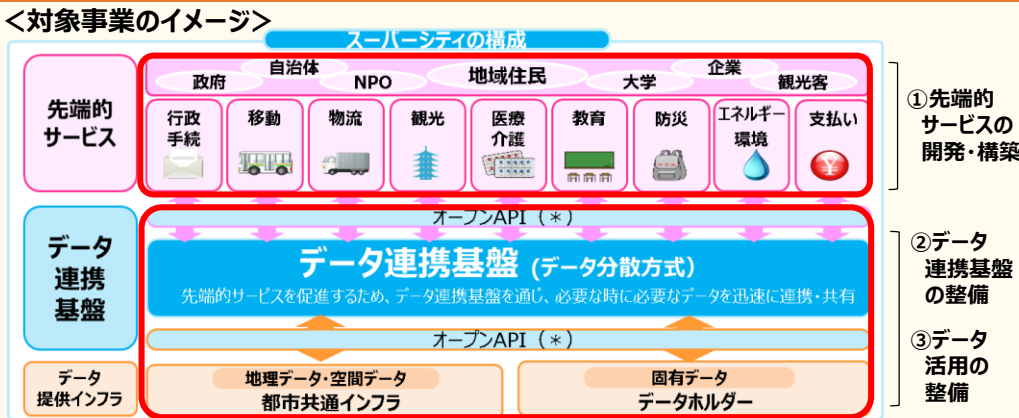 ＜対象事業のイメージ＞
スーパーシティの構成
先端的
サービス
政府
自治体
NPO
地域住民
大学
企業
観光客
行政
手続
移動
物流
観光
医療
介護
教育
防災
エネルギー
環境
支払い
①先端的
サービスの
開発・構築
オープンAPI（＊）
データ
連携
基盤
データ連携基盤（データ分散方式）
先端的サービスを促進するため、データ連携基盤を通じ、必要な時に必要なデータを迅速に連携・共有
オープンAPI（＊）
②データ
連携基盤
の整備
データ
提供インフラ
地理データ・空間データ
都市共通インフラ
固有データ
データホルダー
③データ
活用の
整備